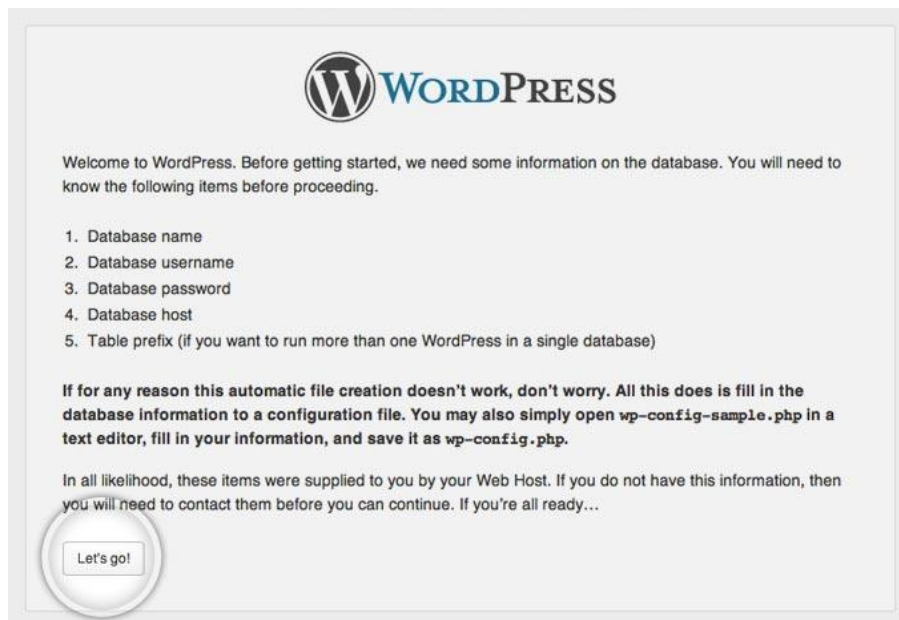 WORDPRESS
Welcome to WordPress. Before getting started, we need some information on the database. You will need to
know the following items before proceeding.
1. Database name
2. Database username
3. Database password
4. Database host
5. Table prefix (if you want to run more than one WordPress in a single database)
If for any reason this automatic file creation doesn't work, don't worry. All this does is fill in the
database information to a configuration file. You may also simply open wp-config-sample.php in a
text editor, fill in your information, and save it as wp-config.php.
In all likelihood, these items were supplied to you by your Web Host. If you do not have this information, then
you will need to contact them before you can continue. If you're all ready…
Let's go!